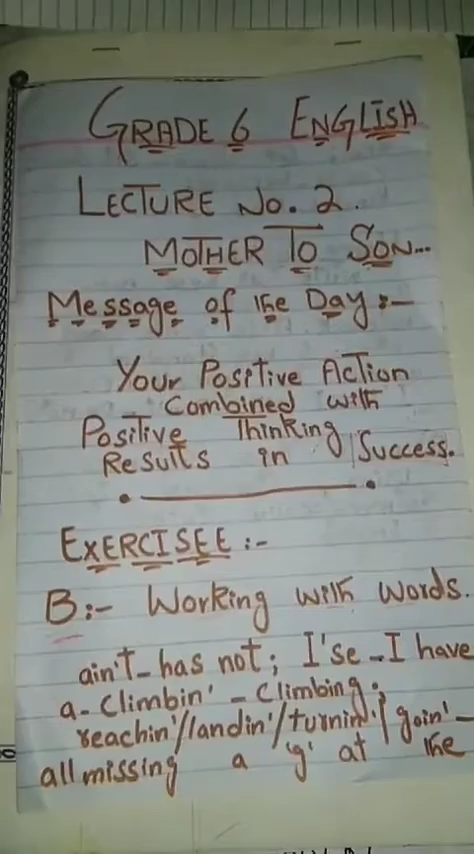 GRADE 6 ENGLISH
LECTURE No. 2.
MOTHER TO SON...
Message of the Day :-
Your Positive Action
Combined with
Positive Thinking
Results in Success.
EXERCISEE :-
B:- Working with Words.
ain't - has not; I'se - I have
a-Climbin' - Climbing;
reachin'/landin'/turnin'/goin' -
all missing a 'g' at the